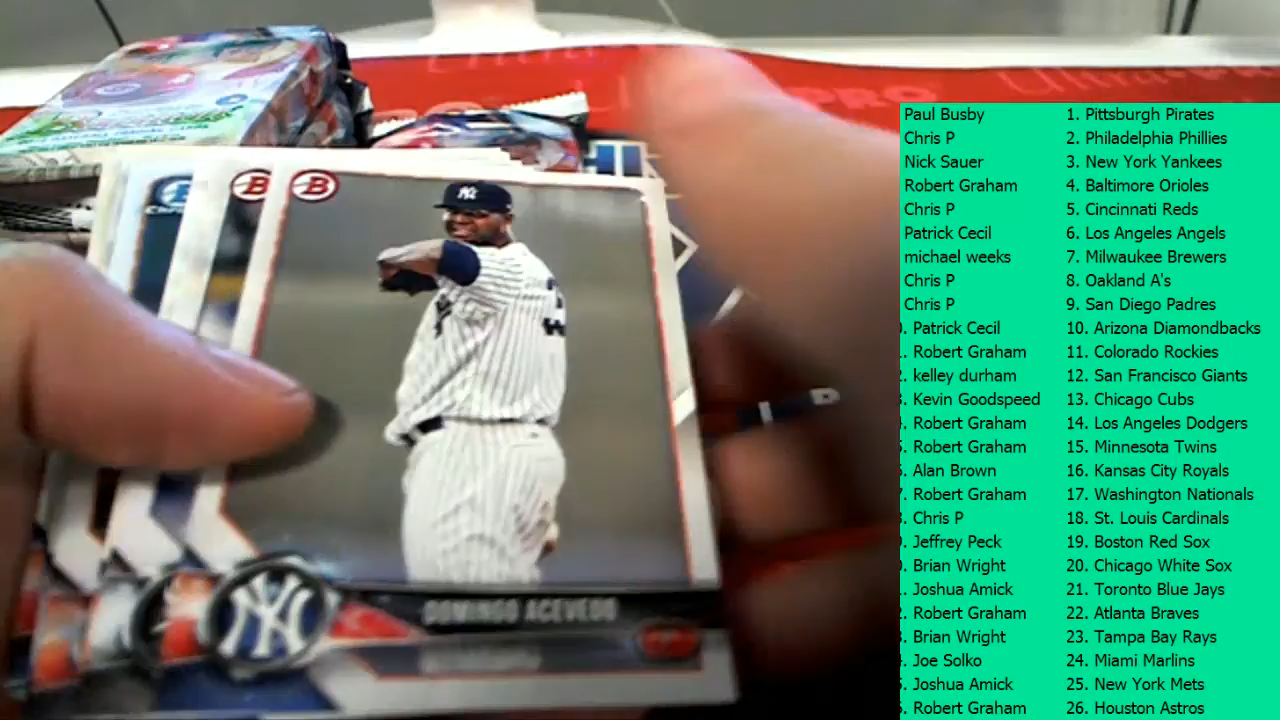 PRO
B
B
NY
NY
DOMINGO ACEVEDO
Paul Busby 1. Pittsburgh Pirates
Chris P 2. Philadelphia Phillies
Nick Sauer 3. New York Yankees
Robert Graham 4. Baltimore Orioles
Chris P 5. Cincinnati Reds
Patrick Cecil 6. Los Angeles Angels
michael weeks 7. Milwaukee Brewers
Chris P 8. Oakland A's
Chris P 9. San Diego Padres
. Patrick Cecil 10. Arizona Diamondbacks
. Robert Graham 11. Colorado Rockies
. kelley durham 12. San Francisco Giants
. Kevin Goodspeed 13. Chicago Cubs
. Robert Graham 14. Los Angeles Dodgers
. Robert Graham 15. Minnesota Twins
. Alan Brown 16. Kansas City Royals
. Robert Graham 17. Washington Nationals
. Chris P 18. St. Louis Cardinals
. Jeffrey Peck 19. Boston Red Sox
. Brian Wright 20. Chicago White Sox
. Joshua Amick 21. Toronto Blue Jays
. Robert Graham 22. Atlanta Braves
. Brian Wright 23. Tampa Bay Rays
. Joe Solko 24. Miami Marlins
. Joshua Amick 25. New York Mets
. Robert Graham 26. Houston Astros